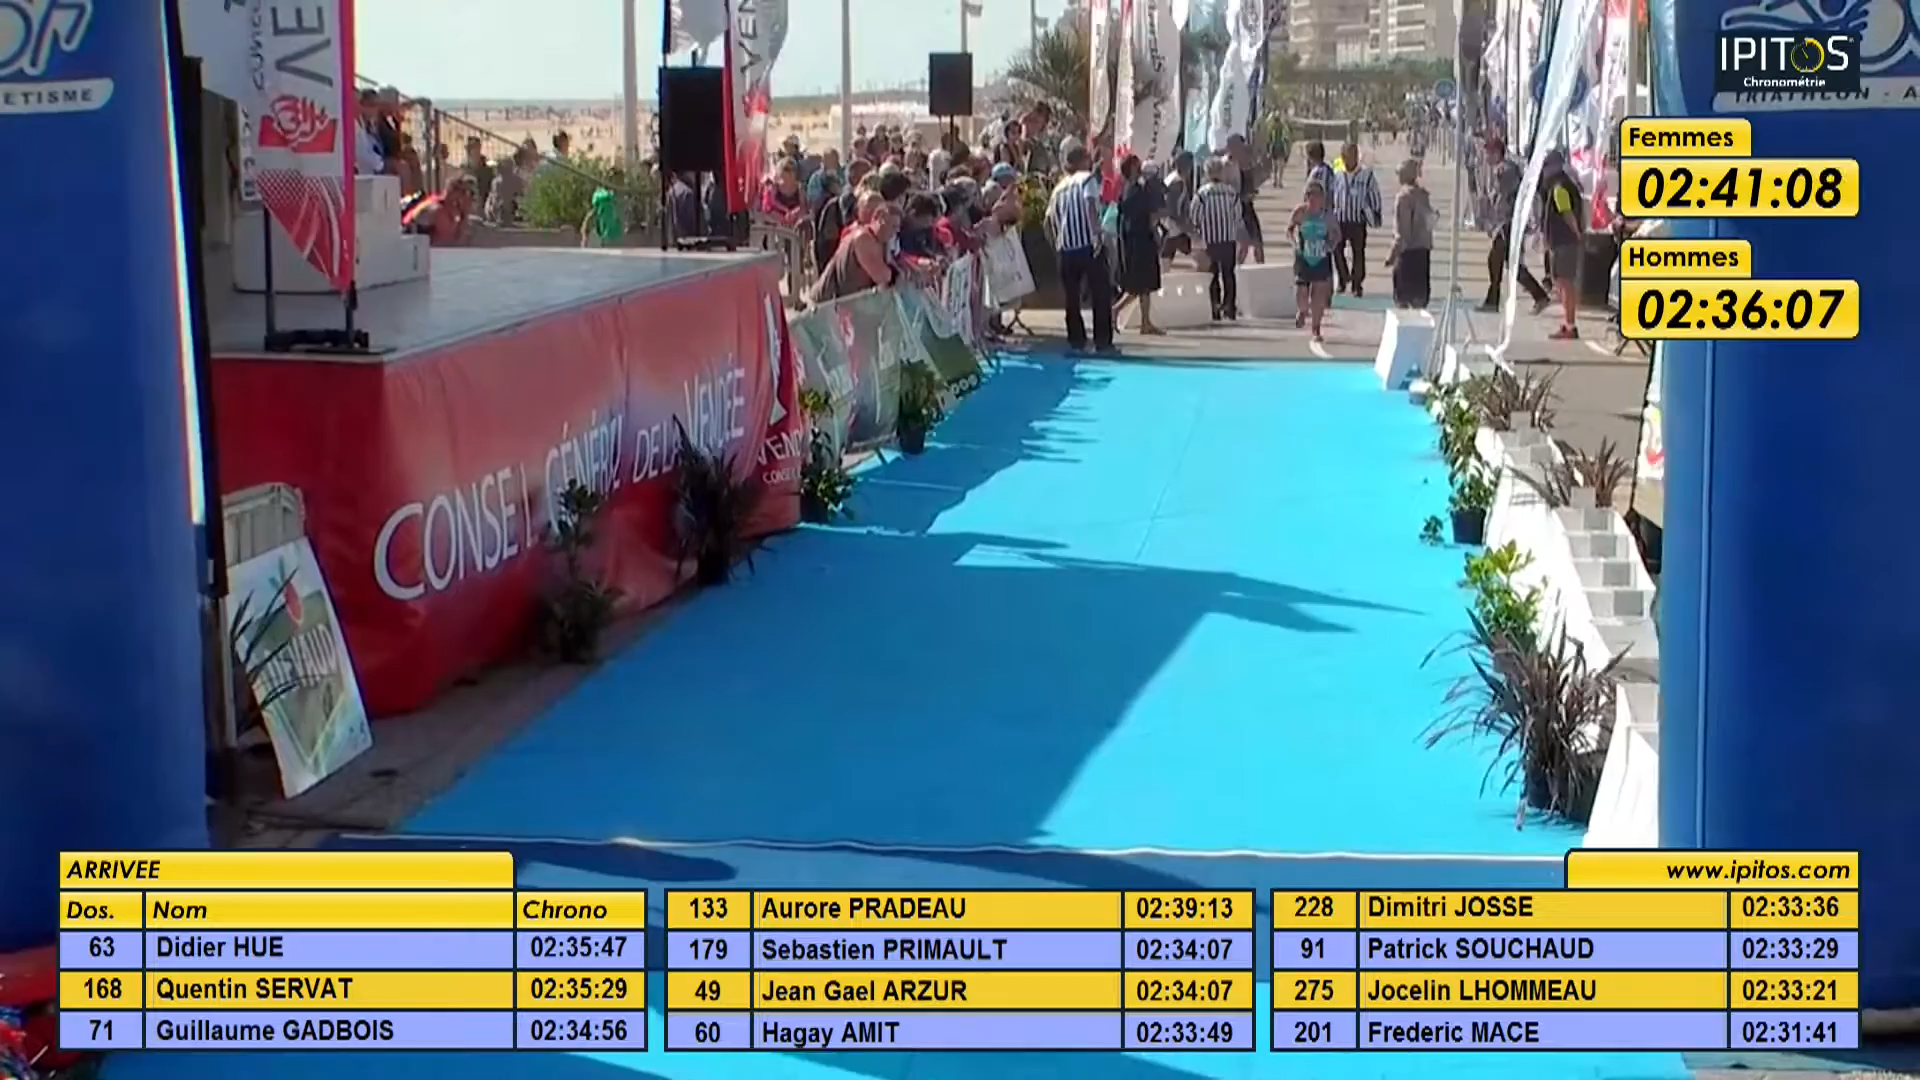 IPITOS
Chronométrie
TRIATHLON - A
ETISME
Femmes
02:41:08
Hommes
02:36:07
CONSEIL GÉNÉRAL DE LA VENDÉE
VEND
ARRIVEE
www.ipitos.com
Dos. Nom Chrono
63 Didier HUE 02:35:47
168 Quentin SERVAT 02:35:29
71 Guillaume GADBOIS 02:34:56
133 Aurore PRADEAU 02:39:13
179 Sebastien PRIMAULT 02:34:07
49 Jean Gael ARZUR 02:34:07
60 Hagay AMIT 02:33:49
228 Dimitri JOSSE 02:33:36
91 Patrick SOUCHAUD 02:33:29
275 Jocelin LHOMMEAU 02:33:21
201 Frederic MACE 02:31:41